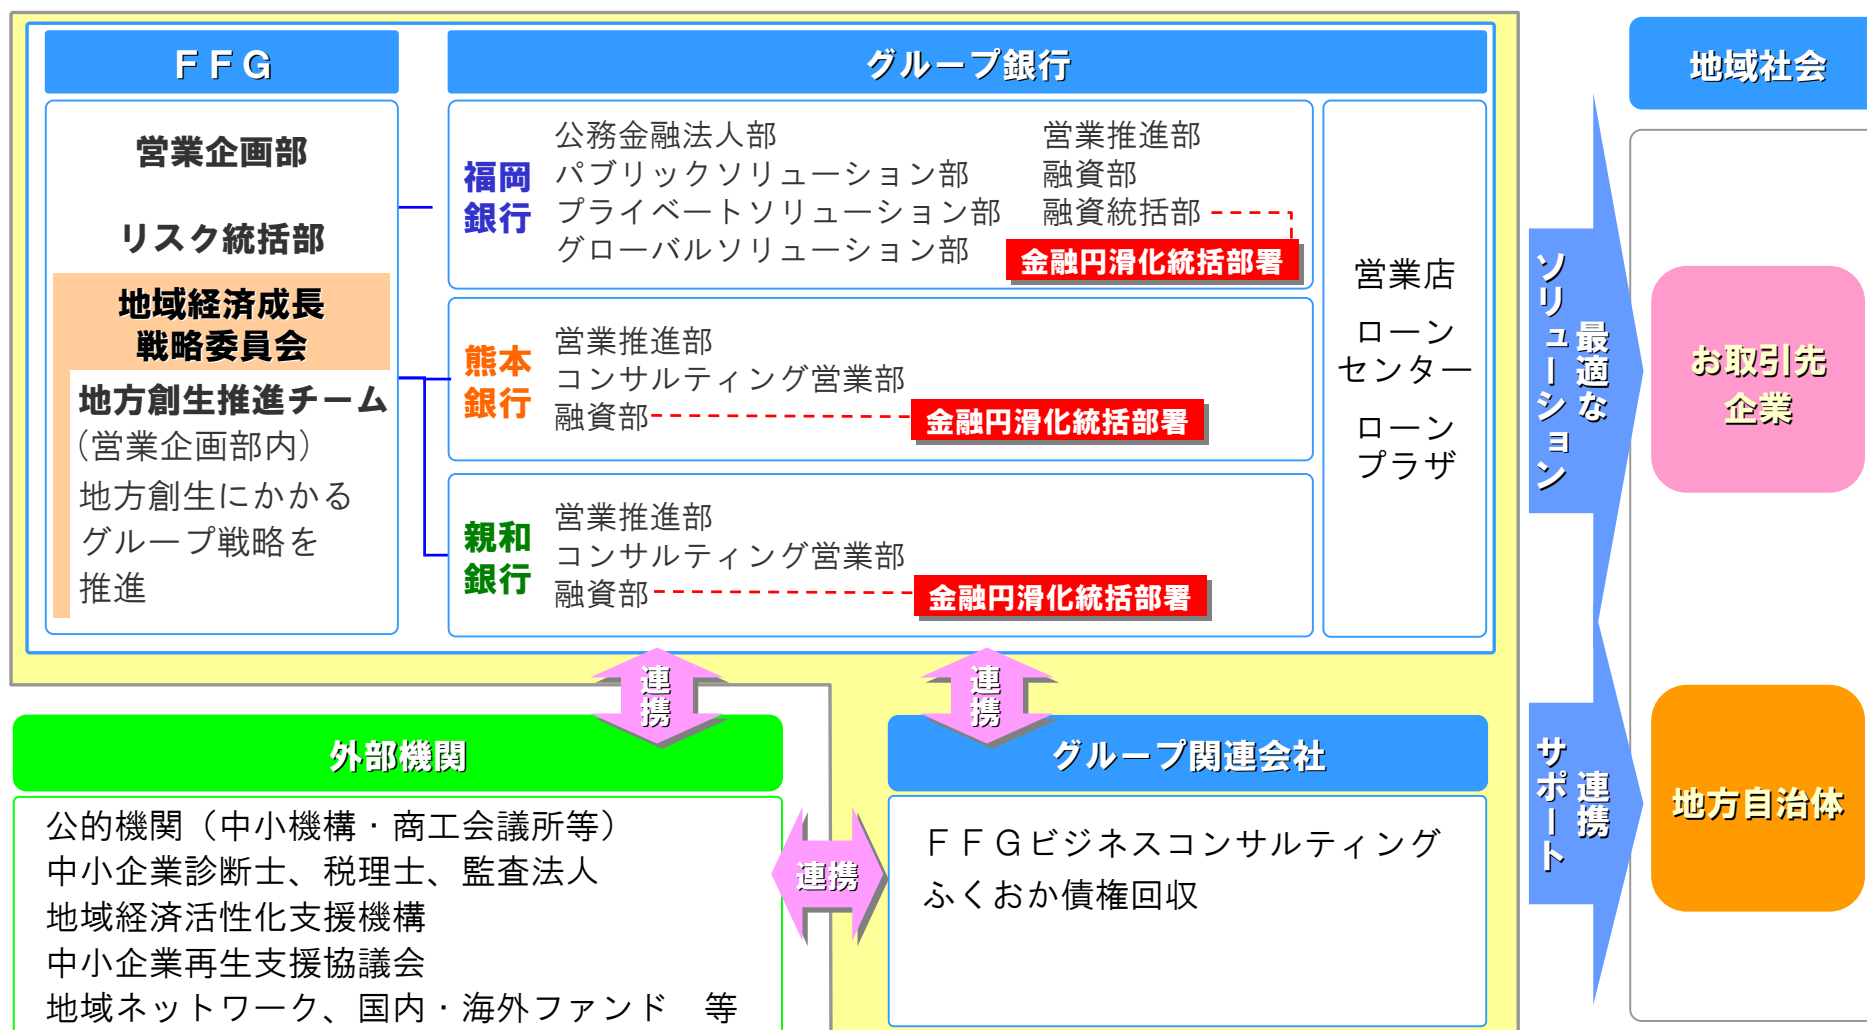 ＦＦＧ
営業企画部
リスク統括部
地域経済成長
戦略委員会
地方創生推進チーム
（営業企画部内）
地方創生にかかる
グループ戦略を
推進
グループ銀行
福岡
銀行
公務金融法人部
パブリックソリューション部
プライベートソリューション部
グローバルソリューション部
営業推進部
融資部
融資統括部
金融円滑化統括部署
熊本
銀行
営業推進部
コンサルティング営業部
融資部
金融円滑化統括部署
親和
銀行
営業推進部
コンサルティング営業部
融資部
金融円滑化統括部署
営業店
ローン
センター
ローン
プラザ
連携
連携
外部機関
公的機関（中小機構・商工会議所等）
中小企業診断士、税理士、監査法人
地域経済活性化支援機構
中小企業再生支援協議会
地域ネットワーク、国内・海外ファンド　等
連携
グループ関連会社
ＦＦＧビジネスコンサルティング
ふくおか債権回収
最適な
ソリューション
連携
サポート
地域社会
お取引先
企業
地方自治体